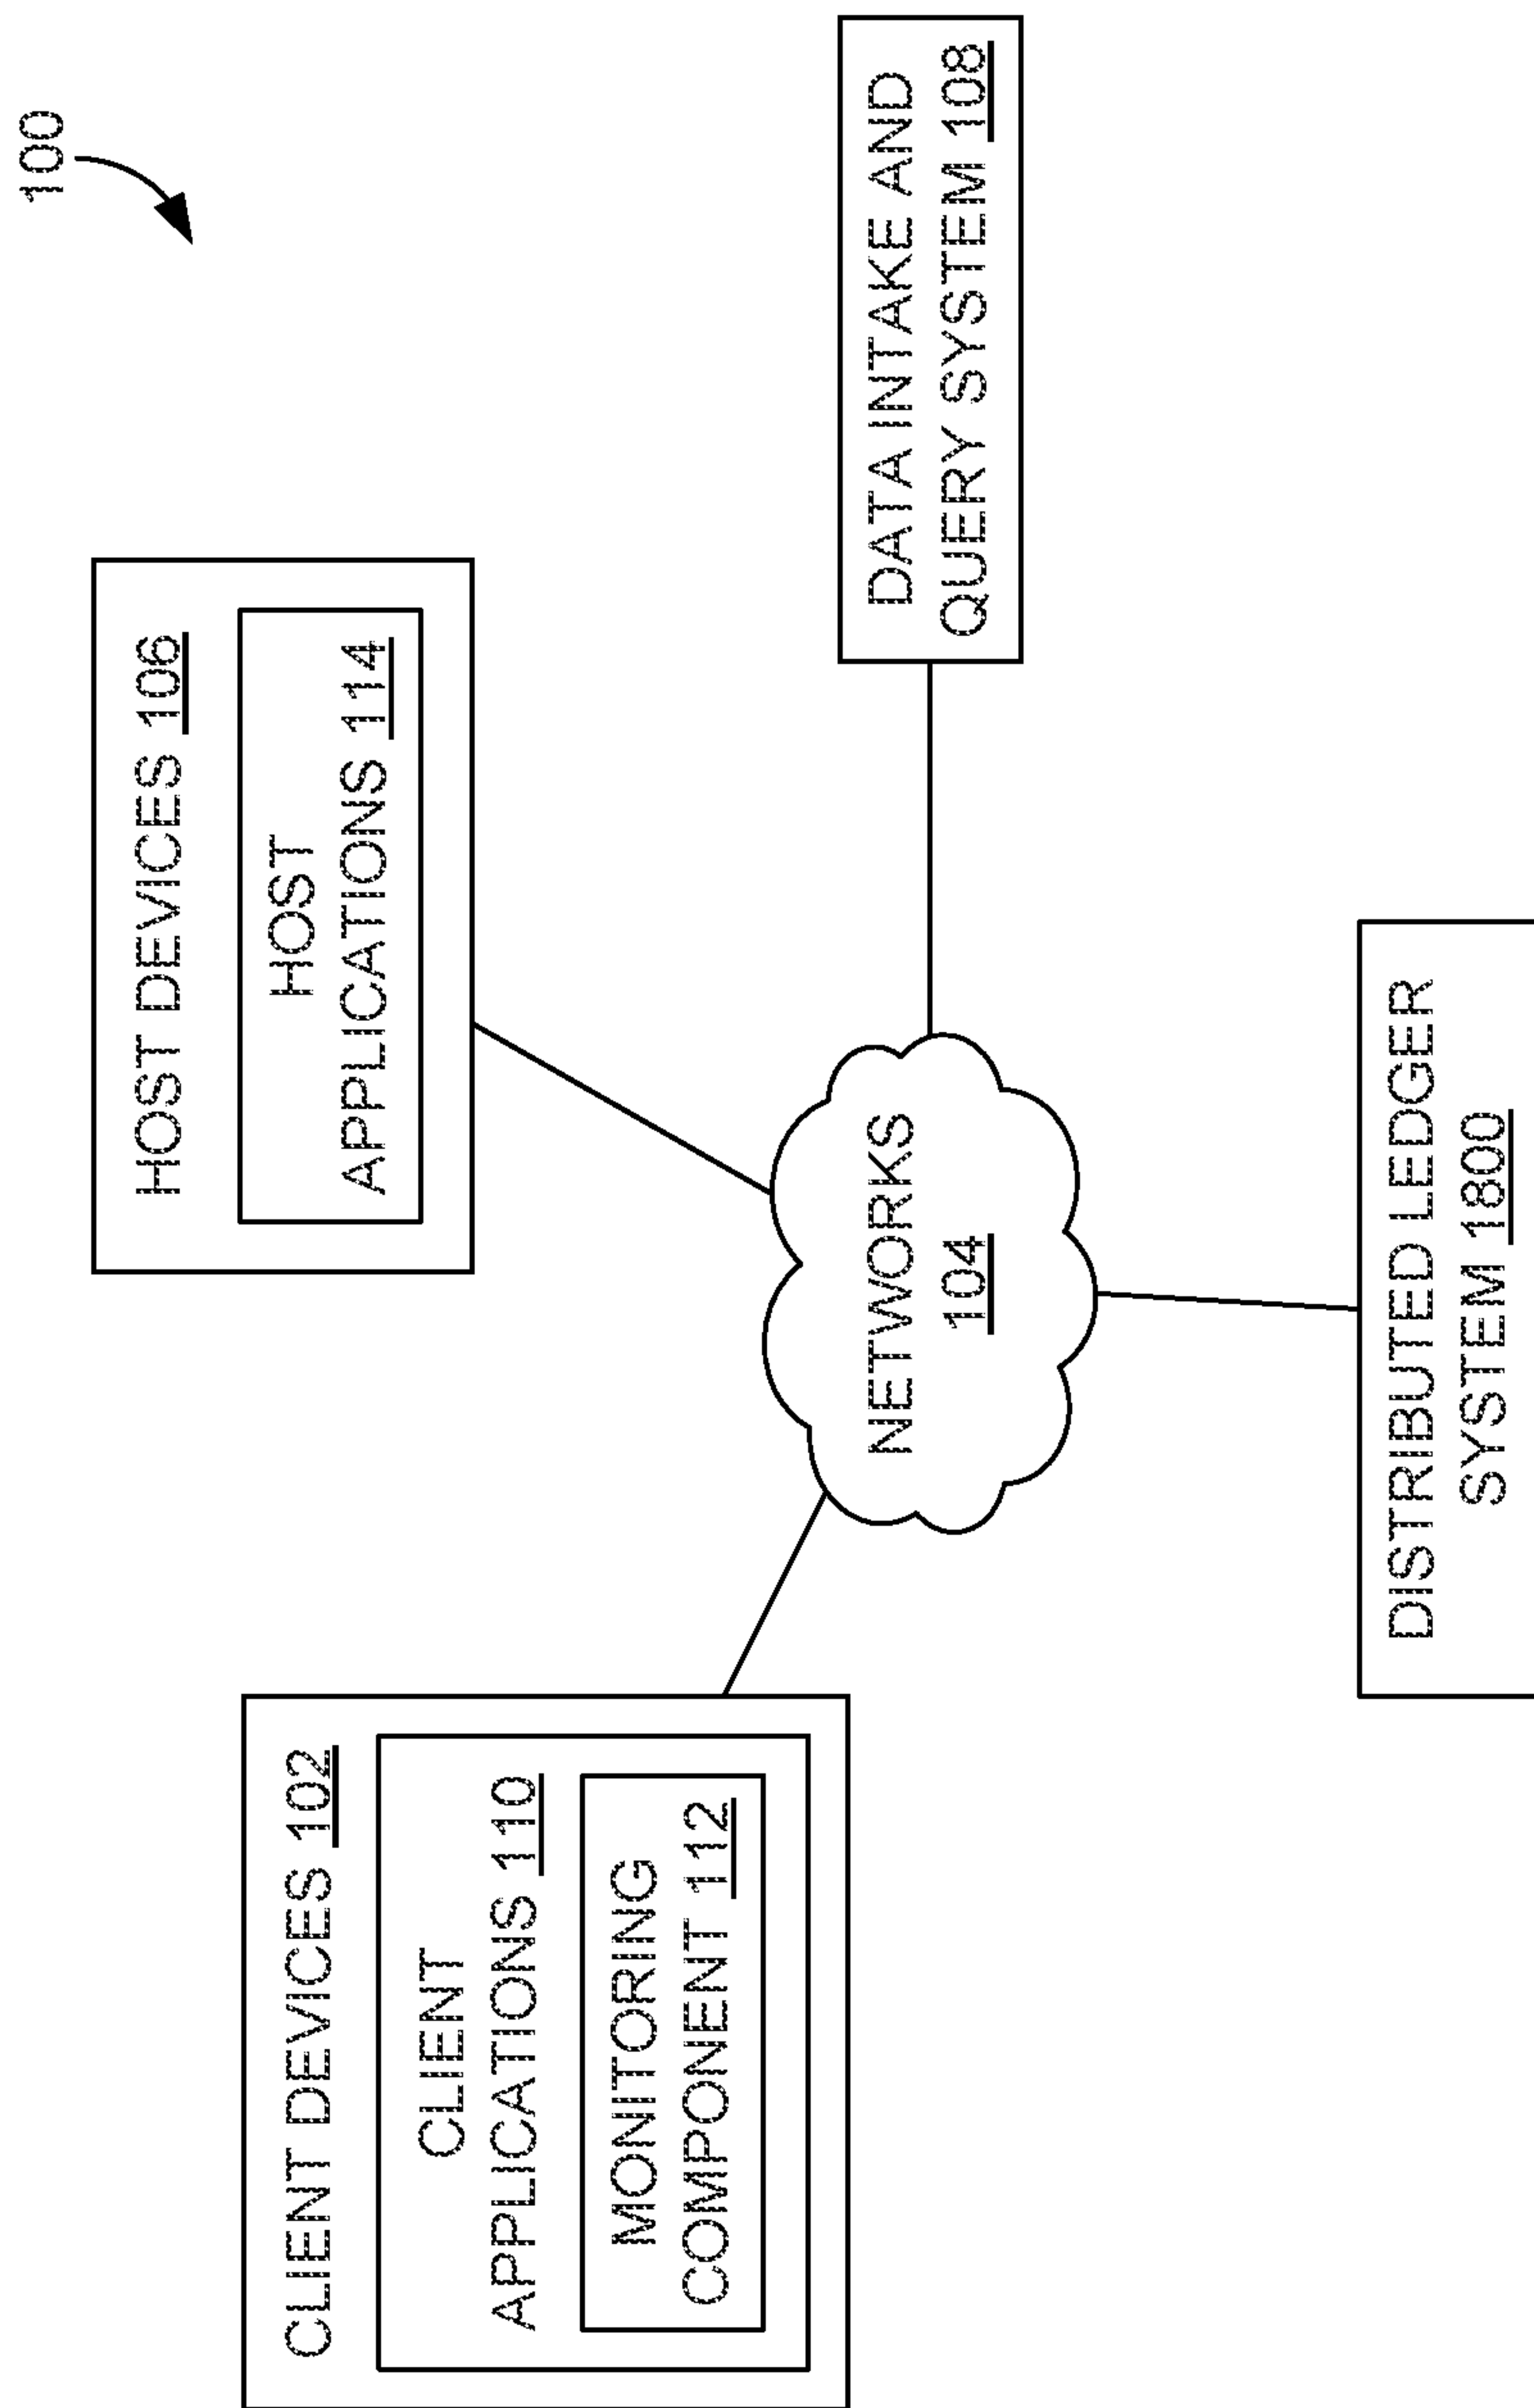 100
HOST DEVICES 106
HOST
APPLICATIONS 114
CLIENT DEVICES 102
CLIENT
APPLICATIONS 110
MONITORING
COMPONENT 112
NETWORKS
104
DATA INTAKE AND
QUERY SYSTEM 108
DISTRIBUTED LEDGER
SYSTEM 1800